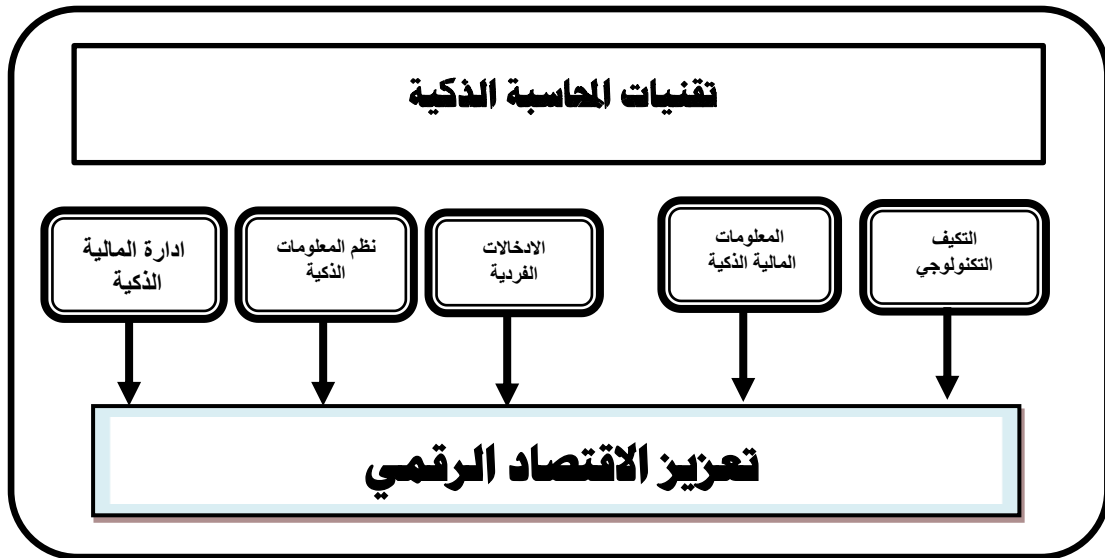 تقنيات المحاسبة الذكية
التكيف
التكنولوجي
المعلومات
المالية الذكية
الادخالات
الفردية
نظم المعلومات
الذكية
ادارة المالية
الذكية
تعزيز الاقتصاد الرقمي